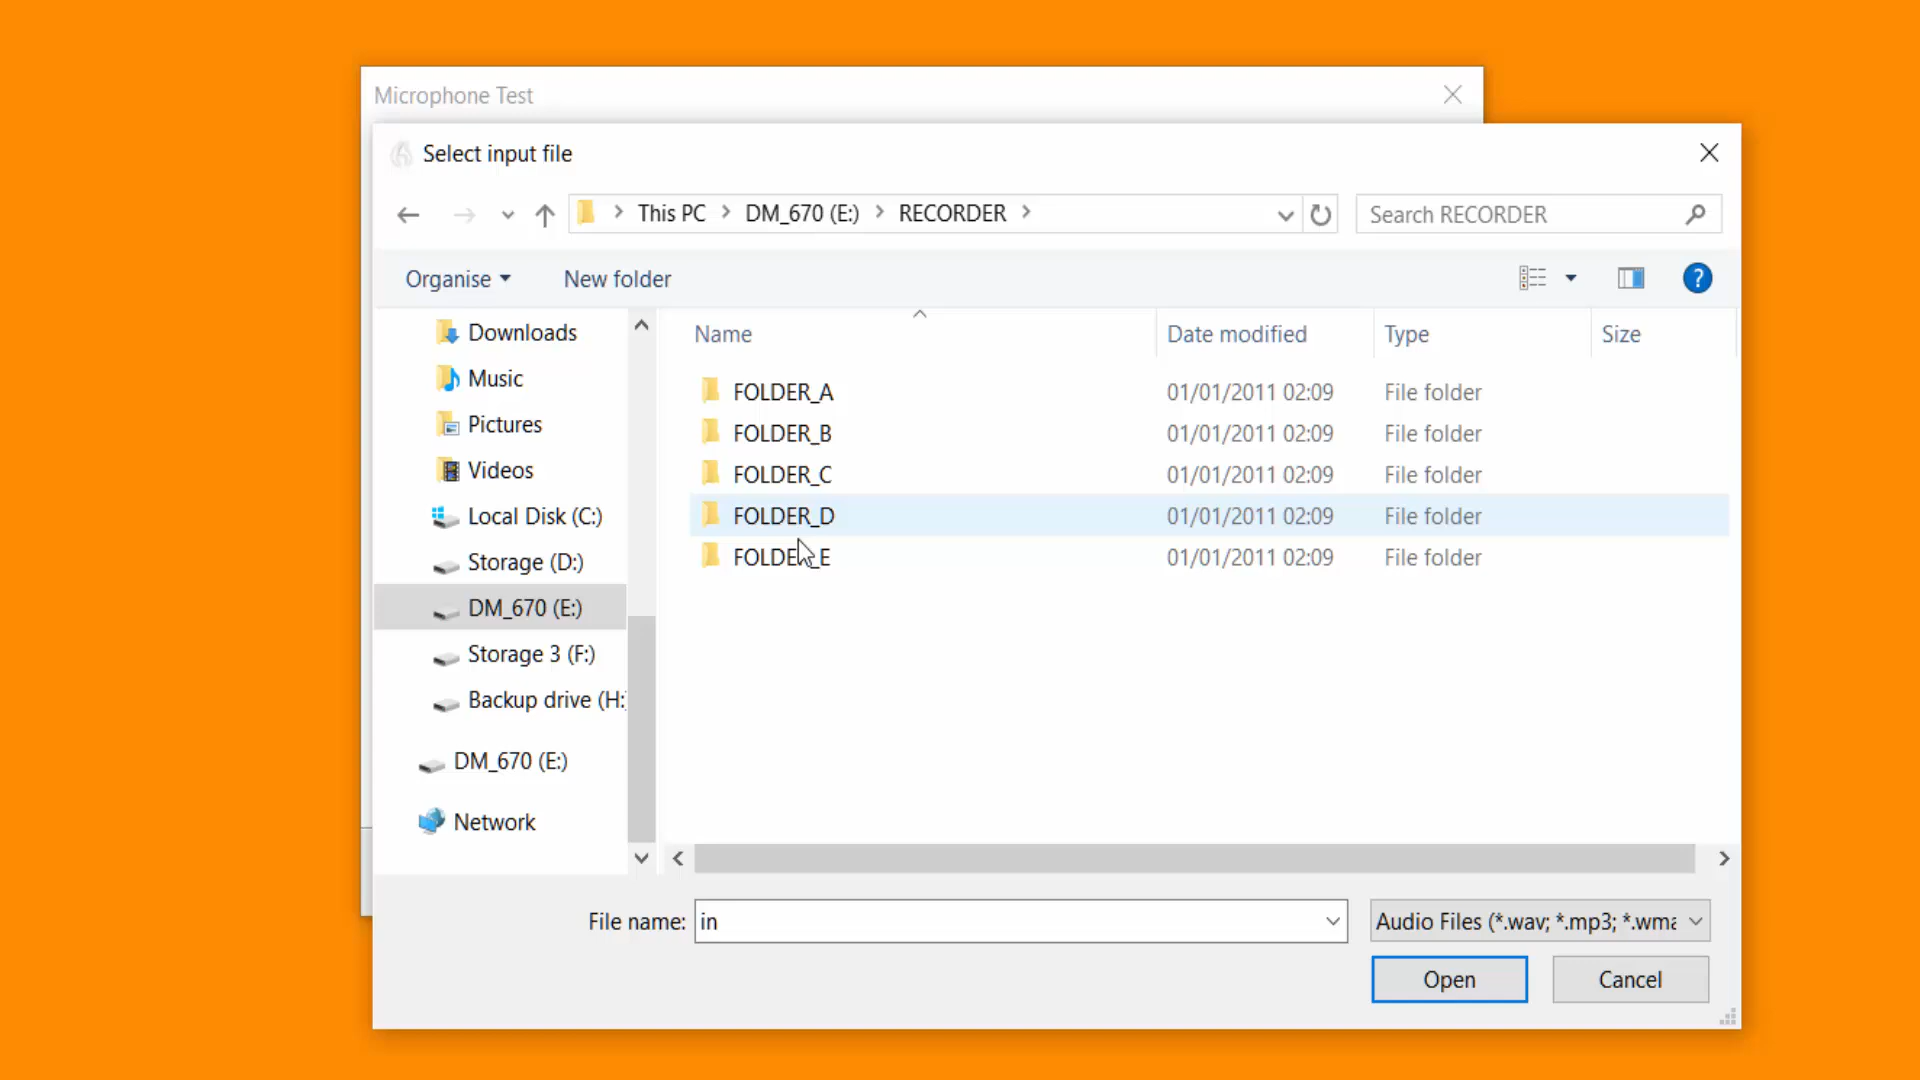 Microphone Test
Select input file
This PC > DM_670 (E:) > RECORDER >
Search RECORDER
Organise
New folder
?
Name
Date modified
Type
Size
Downloads
Music
Pictures
Videos
Local Disk (C:)
Storage (D:)
DM_670 (E:)
Storage 3 (F:)
Backup drive (H:
DM_670 (E:)
Network
FOLDER_A 01/01/2011 02:09 File folder
FOLDER_B 01/01/2011 02:09 File folder
FOLDER_C 01/01/2011 02:09 File folder
FOLDER_D 01/01/2011 02:09 File folder
FOLDER_E 01/01/2011 02:09 File folder
File name: in
Audio Files (*.wav; *.mp3; *.wma
Open
Cancel